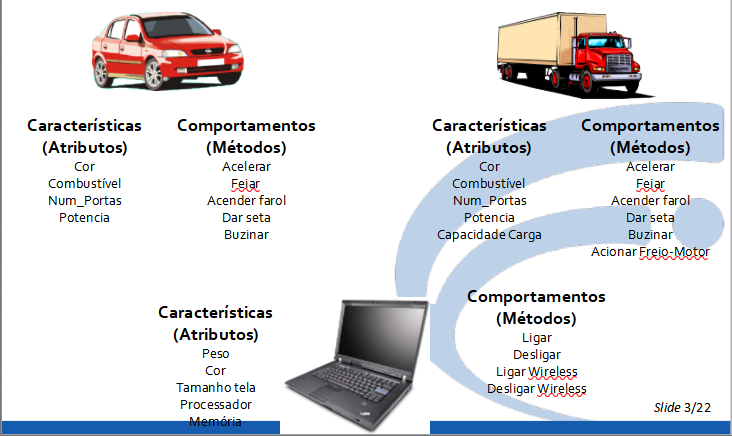 Características
(Atributos)
Cor
Combustível
Num_Portas
Potencia
Comportamentos
(Métodos)
Acelerar
Feiar
Acender farol
Dar seta
Buzinar
Características
(Atributos)
Cor
Combustível
Num_Portas
Potencia
Capacidade Carga
Comportamentos
(Métodos)
Acelerar
Feiar
Acender farol
Dar seta
Buzinar
Acionar Freio-Motor
Características
(Atributos)
Peso
Cor
Tamanho tela
Processador
Memória
Comportamentos
(Métodos)
Ligar
Desligar
Ligar Wireless
Desligar Wireless
Slide 3/22